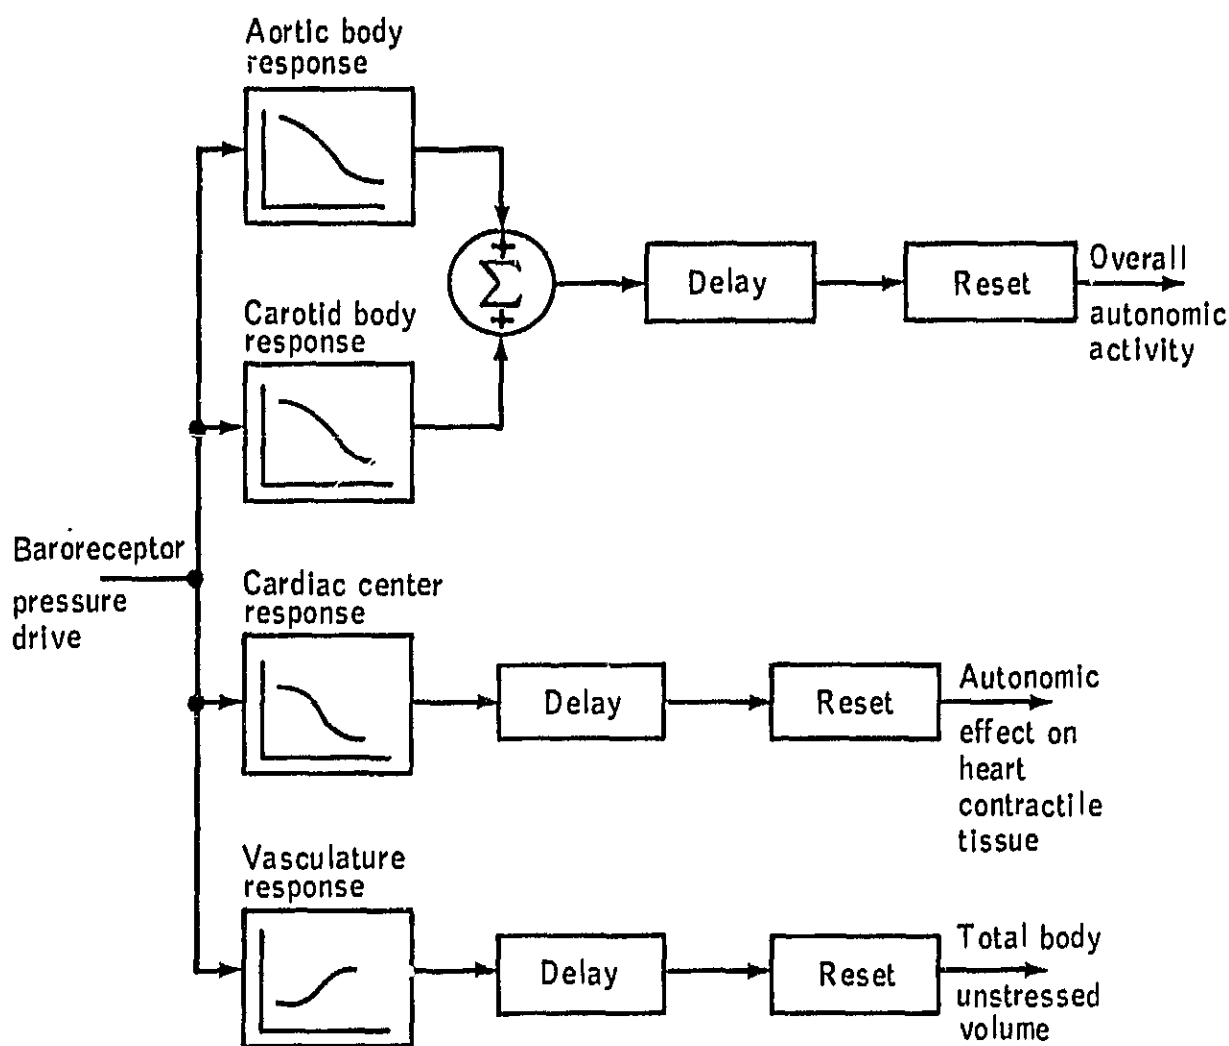 Aortic body
response
+
Σ
+
Delay
Reset
Overall
autonomic
activity
Carotid body
response
Baroreceptor
pressure
drive
Cardiac center
response
Delay
Reset
Autonomic
effect on
heart
contractile
tissue
Vasculature
response
Delay
Reset
Total body
unstressed
volume